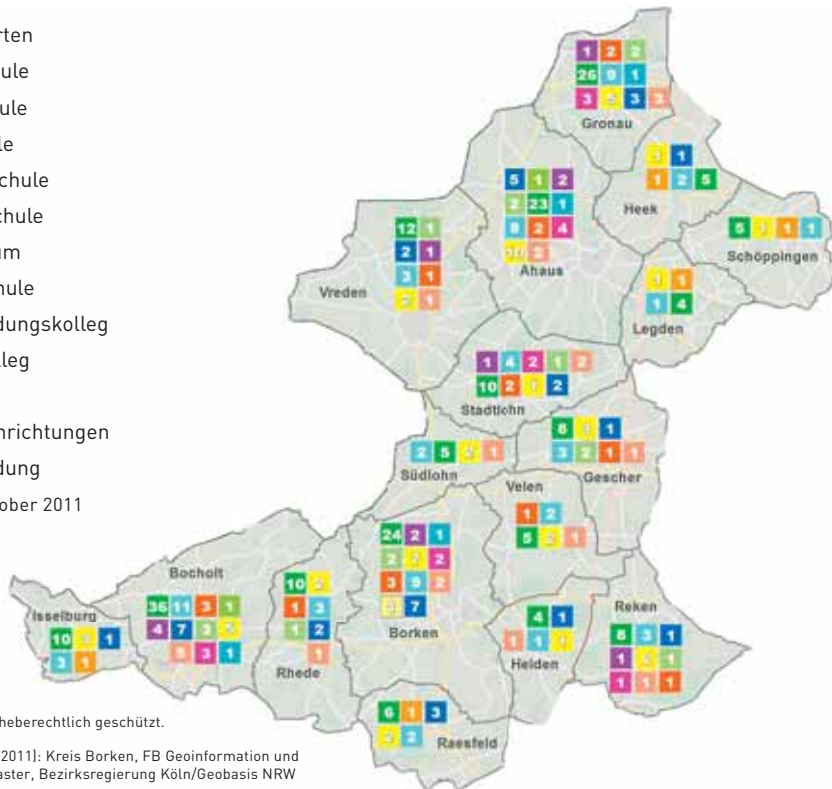 rten
ule
ule
le
chule
chule
um
hule
dungskolleg
lleg
nrichtungen
dung
ober 2011
1 2 2
26 9 1
3 3 3
Gronau
1
1 2 5
Heek
5 1 1
Schöppingen
5 1 2
2 23 1
8 2 4
10 2
Ahaus
12 1
2 1
3 1
1
Vreden
1
1 4
Legden
1 4 2 1 2
10 2 2
Stadtlohn
2 5 1
Südlohn
8 1
3 2 1 1
Gescher
Velen
1 2
5 1
24 2 1
2 2
3 9 2
7
Borken
Bocholt
36 11 3 1
4 7 3
5 3 1
10
1 3
1 2
1
Rhede
Isselburg
10 1
3 1
4 1
1 1
Heiden
Reken
8 3 1
1 1
1 1 1
6 1 3
2
Raesfeld
heberechtlich geschützt.
2011): Kreis Borken, FB Geoinformation und
aster, Bezirksregierung Köln/Geobasis NRW